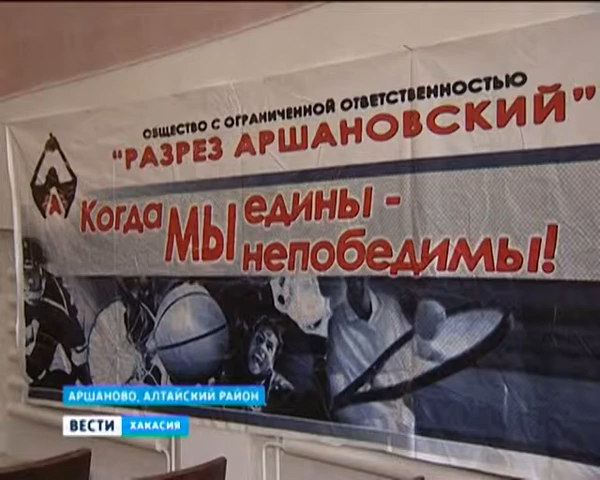 ОБЩЕСТВО С ОГРАНИЧЕННОЙ ОТВЕТСТВЕННОСТЬЮ
"РАЗРЕЗ АРШАНОВСКИЙ"
А
Когда МЫ едины -
непобедимы!
АРШАНОВО, АЛТАЙСКИЙ РАЙОН
ВЕСТИ ХАКАСИЯ